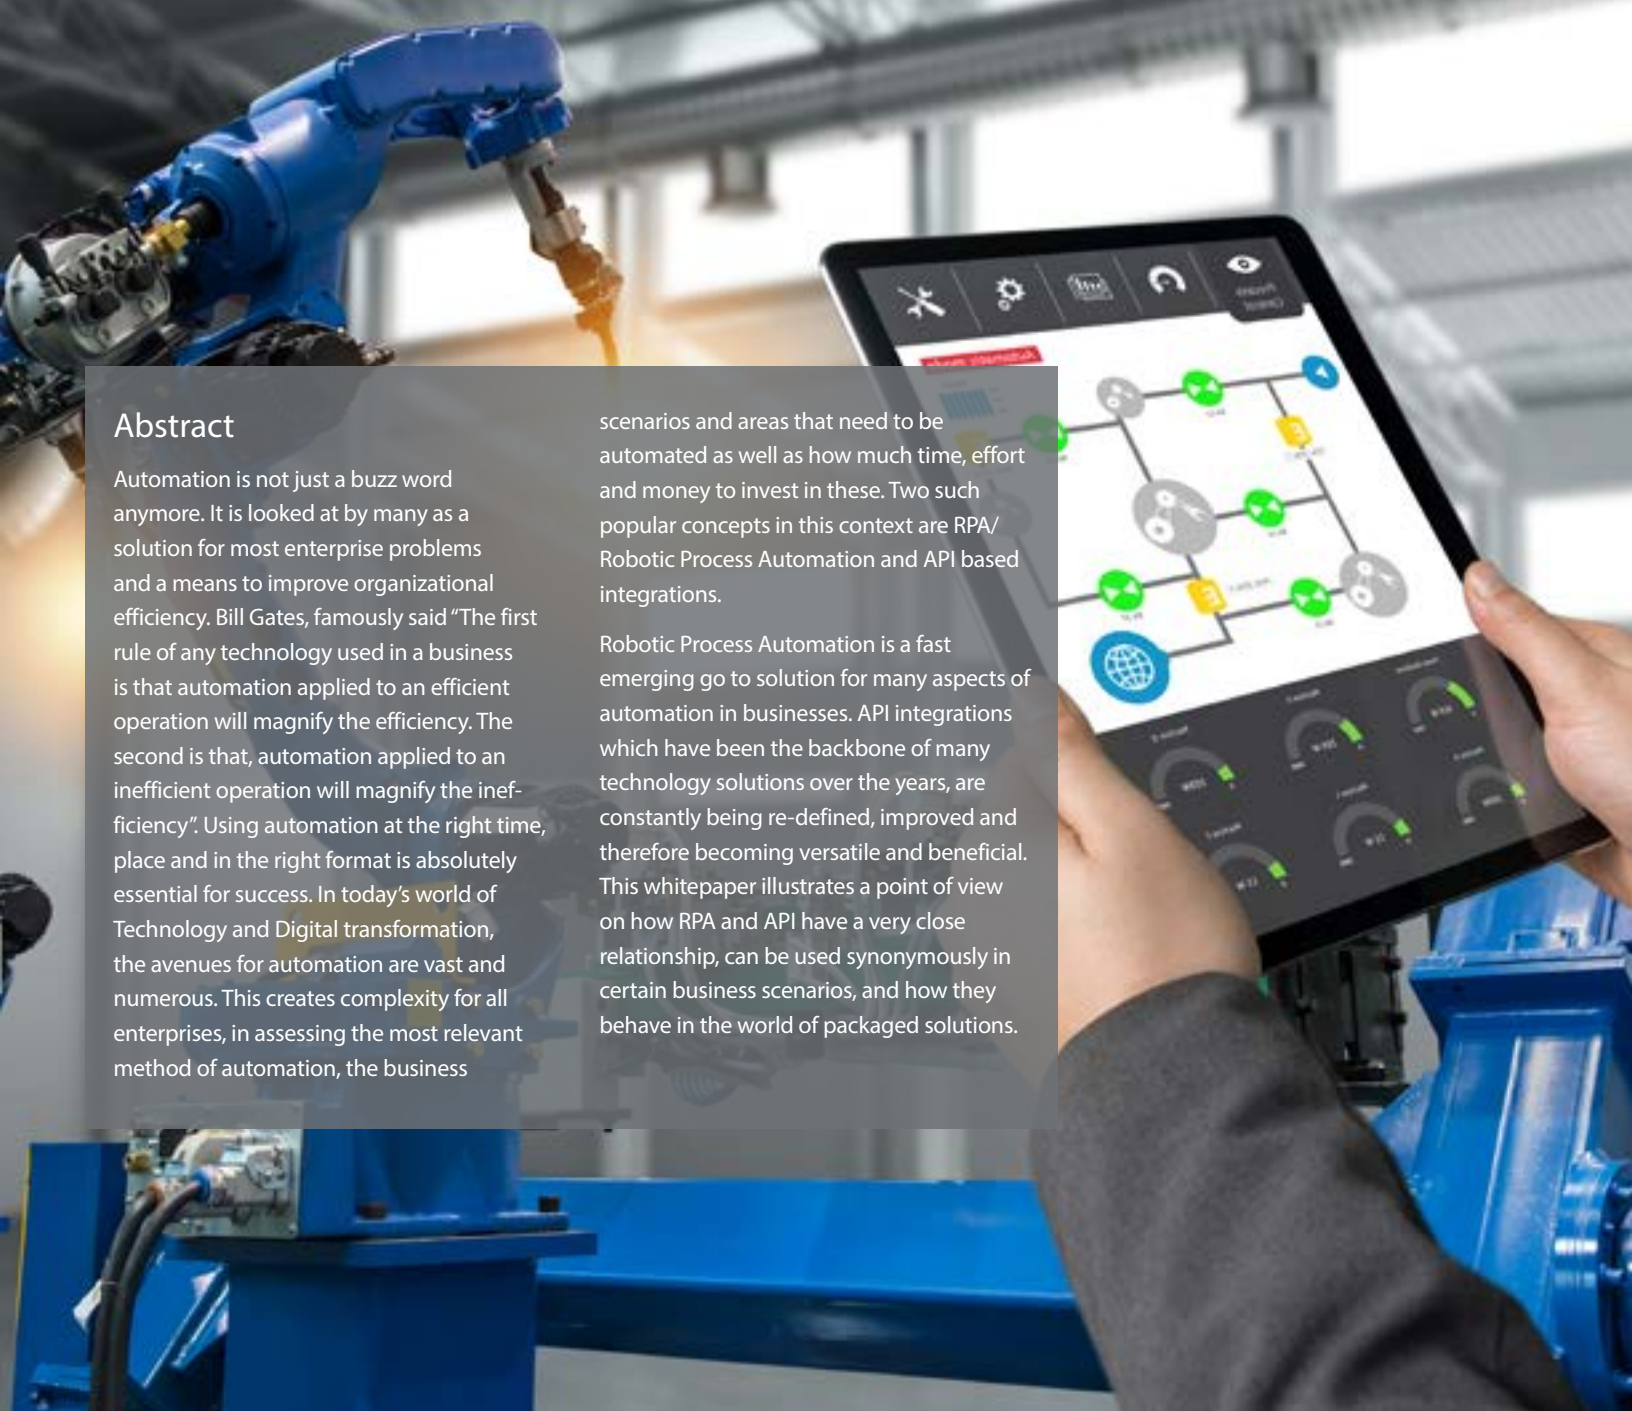 Abstract
Automation is not just a buzz word
anymore. It is looked at by many as a
solution for most enterprise problems
and a means to improve organizational
efficiency. Bill Gates, famously said “The first
rule of any technology used in a business
is that automation applied to an efficient
operation will magnify the efficiency. The
second is that, automation applied to an
inefficient operation will magnify the inef-
ficiency”. Using automation at the right time,
place and in the right format is absolutely
essential for success. In today’s world of
Technology and Digital transformation,
the avenues for automation are vast and
numerous. This creates complexity for all
enterprises, in assessing the most relevant
method of automation, the business
scenarios and areas that need to be
automated as well as how much time, effort
and money to invest in these. Two such
popular concepts in this context are RPA/
Robotic Process Automation and API based
integrations.
Robotic Process Automation is a fast
emerging go to solution for many aspects of
automation in businesses. API integrations
which have been the backbone of many
technology solutions over the years, are
constantly being re-defined, improved and
therefore becoming versatile and beneficial.
This whitepaper illustrates a point of view
on how RPA and API have a very close
relationship, can be used synonymously in
certain business scenarios, and how they
behave in the world of packaged solutions.